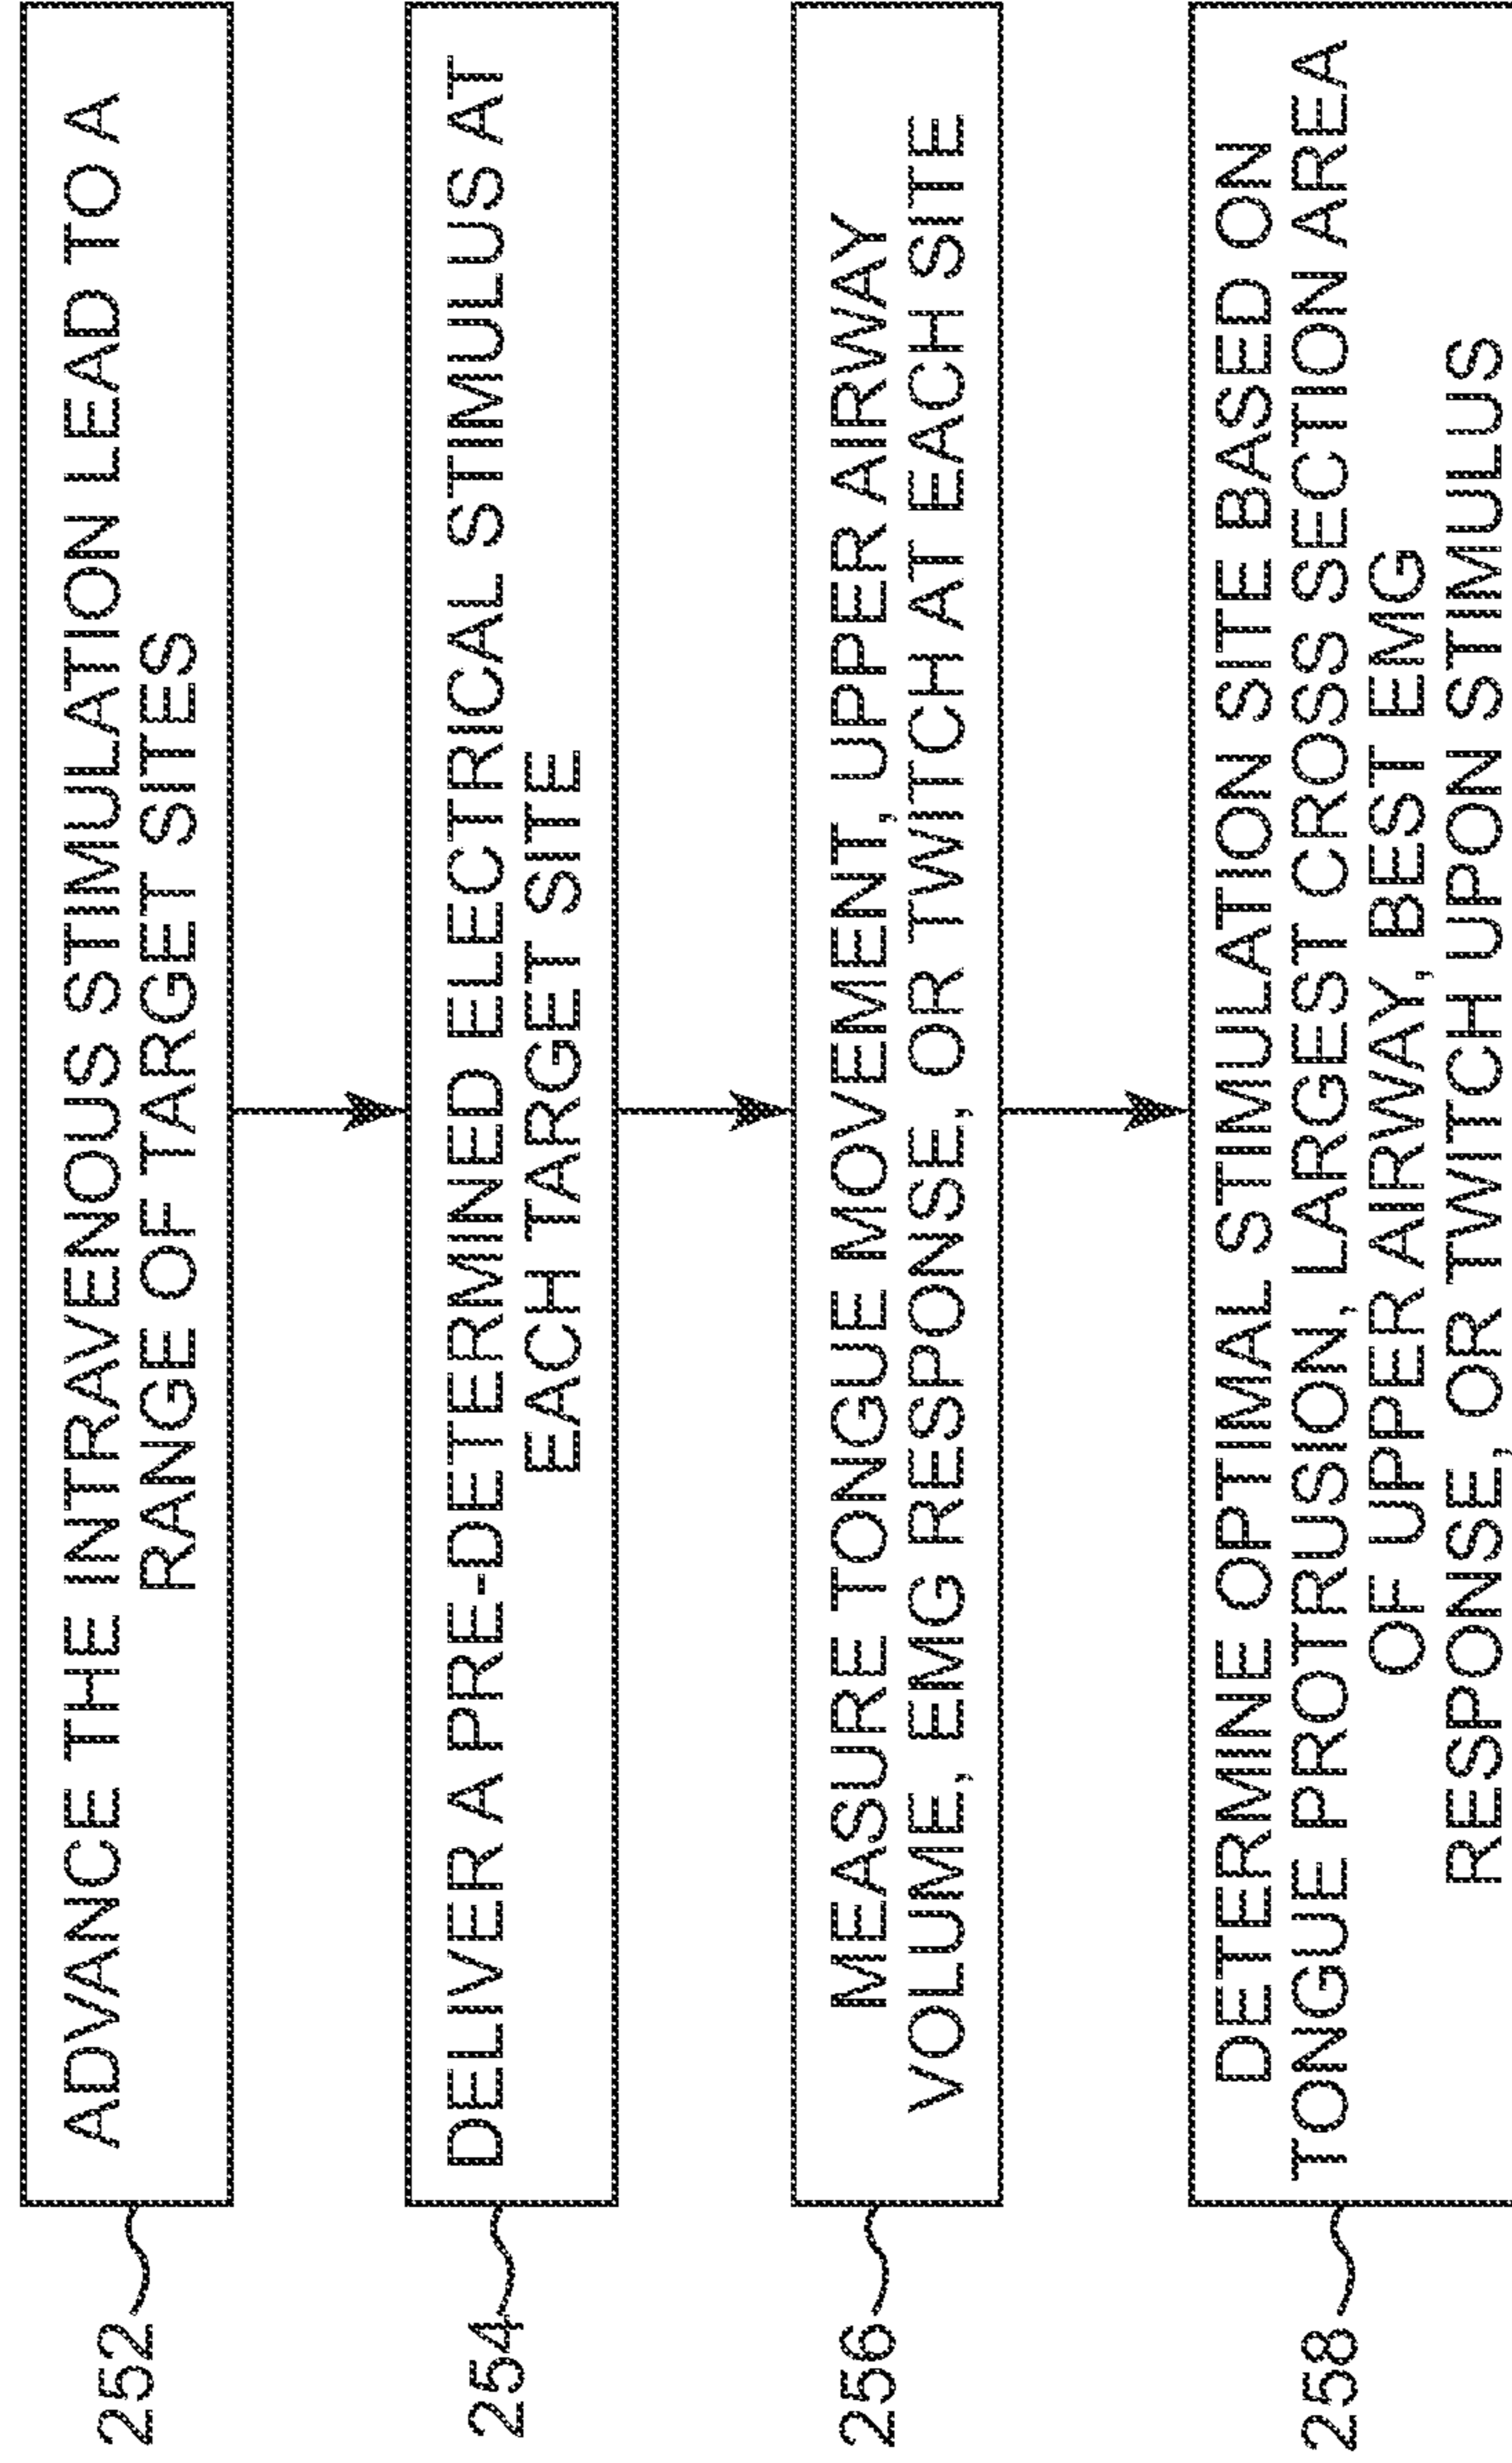 252
ADVANCE THE INTRAVENOUS STIMULATION LEAD TO A
RANGE OF TARGET SITES
254
DELIVER A PRE-DETERMINED ELECTRICAL STIMULUS AT
EACH TARGET SITE
256
MEASURE TONGUE MOVEMENT, UPPER AIRWAY
VOLUME, EMG RESPONSE, OR TWITCH AT EACH SITE
258
DETERMINE OPTIMAL STIMULATION SITE BASED ON
TONGUE PROTRUSION, LARGEST CROSS SECTION AREA
OF UPPER AIRWAY, BEST EMG
RESPONSE, OR TWITCH UPON STIMULUS